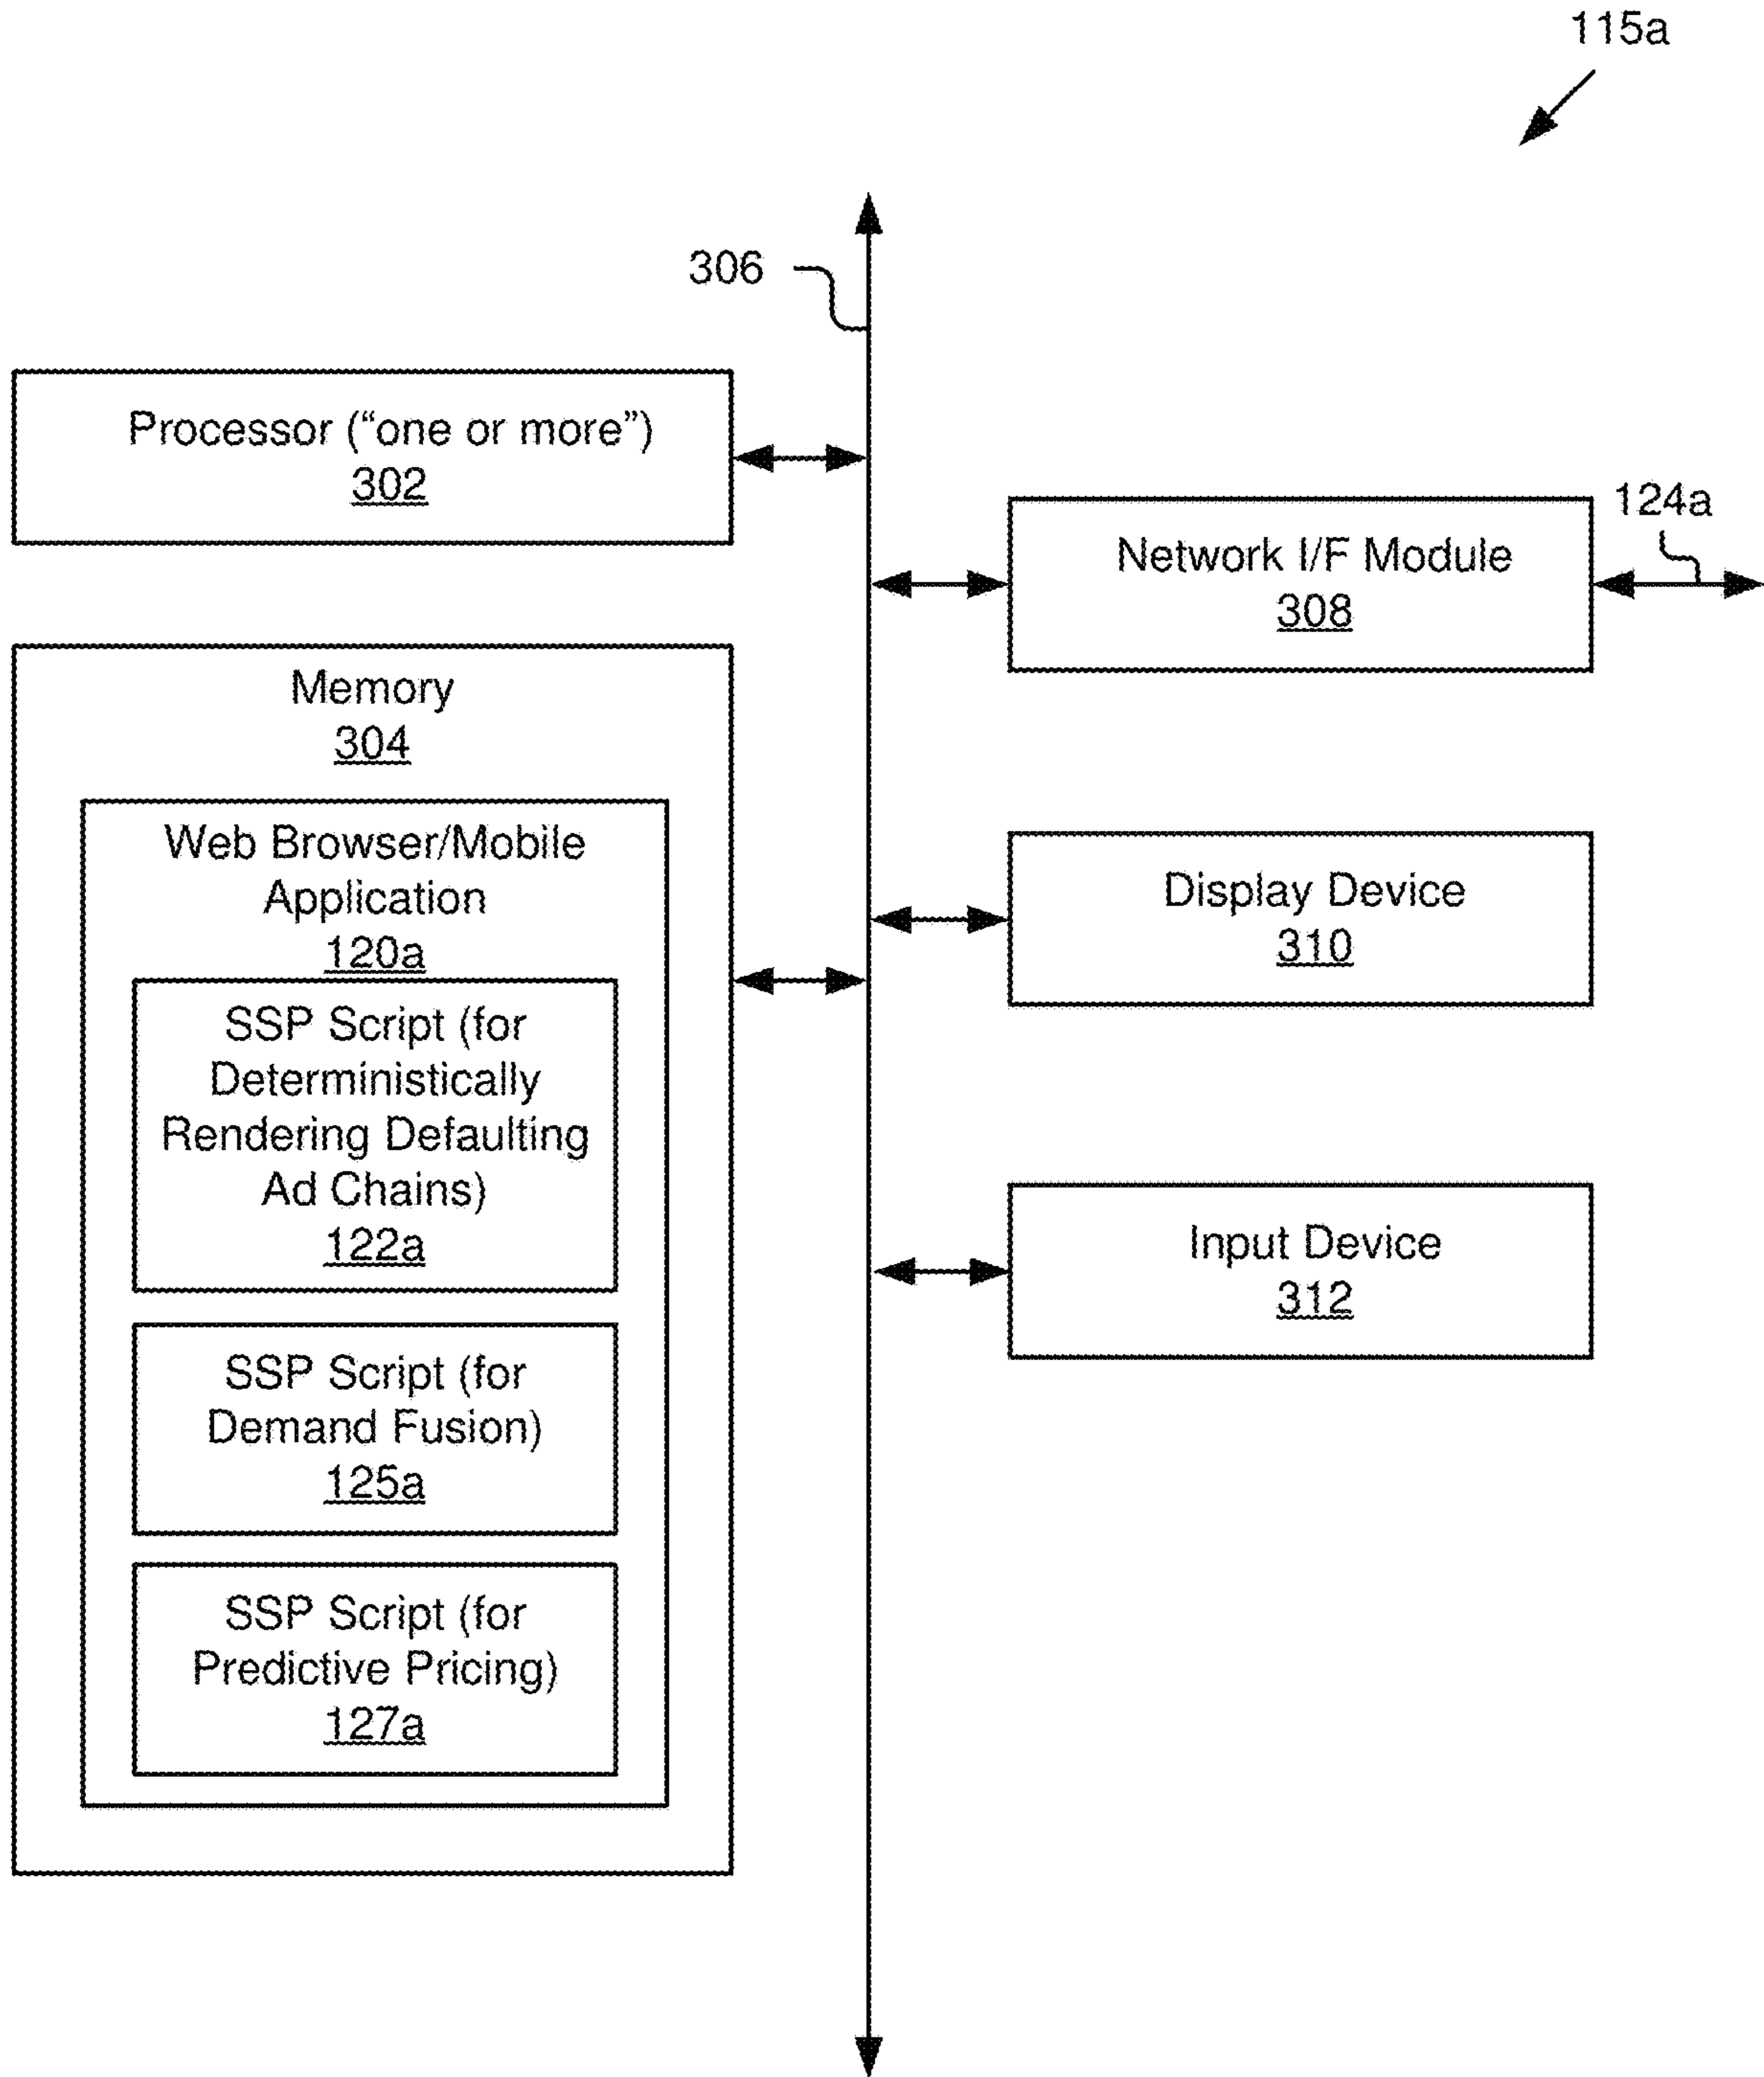 115a
306
Processor (“one or more”)
302
124a
Network I/F Module
308
Memory
304
Web Browser/Mobile
Application
120a
Display Device
310
SSP Script (for
Deterministically
Rendering Defaulting
Ad Chains)
122a
Input Device
312
SSP Script (for
Demand Fusion)
125a
SSP Script (for
Predictive Pricing)
127a